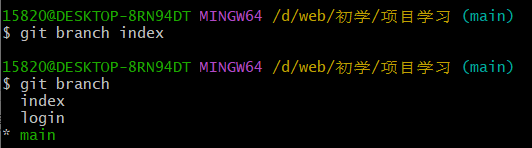 15820@DESKTOP-8RN94DT MINGW64 /d/web/初学/项目学习 (main)
$ git branch index
15820@DESKTOP-8RN94DT MINGW64 /d/web/初学/项目学习 (main)
$ git branch
index
login
* main